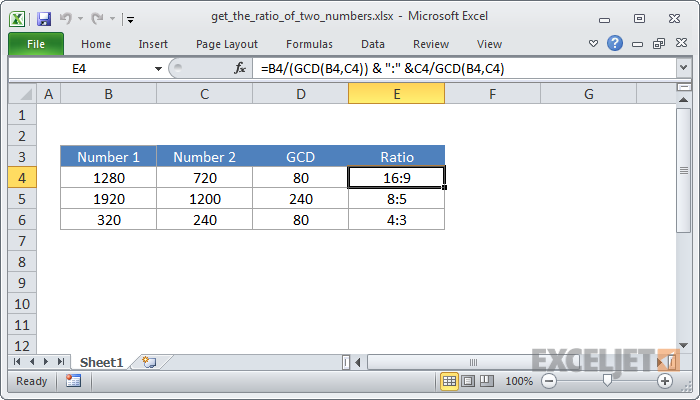 get_the_ratio_of_two_numbers.xlsx - Microsoft Excel
File Home Insert Page Layout Formulas Data Review View
E4 fx =B4/(GCD(B4,C4)) & ":" &C4/GCD(B4,C4)
A B C D E F G
1
2
3 Number 1 Number 2 GCD Ratio
4 1280 720 80 16:9
5 1920 1200 240 8:5
6 320 240 80 4:3
7
8
9
10
11
12
Sheet1
EXCELJET
Ready 100%